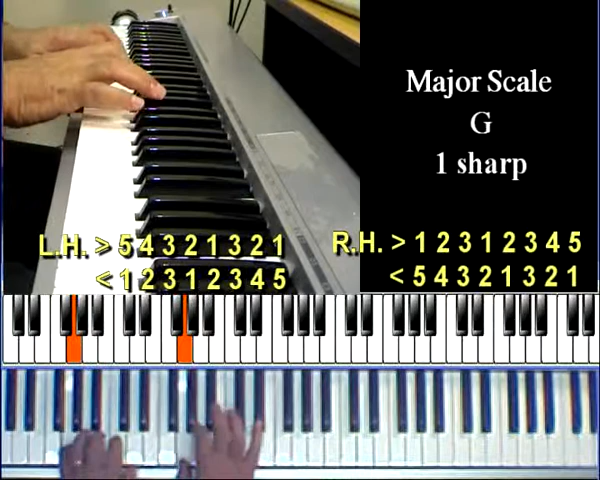 Major Scale
G
1 sharp
L.H. > 5 4 3 2 1 3 2 1
< 1 2 3 1 2 3 4 5
R.H. > 1 2 3 1 2 3 4 5
< 5 4 3 2 1 3 2 1